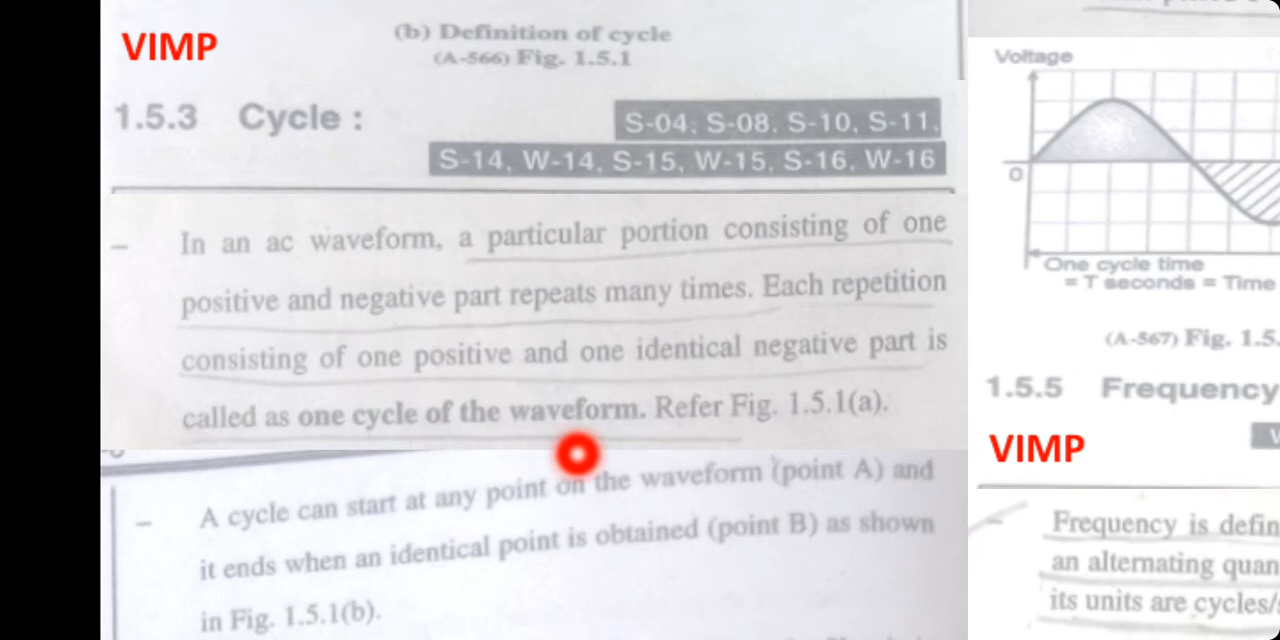 VIMP
(b) Definition of cycle
(A-566) Fig. 1.5.1
1.5.3 Cycle :
S-04, S-08, S-10, S-11,
S-14, W-14, S-15, W-15, S-16, W-16
– In an ac waveform, a particular portion consisting of one
positive and negative part repeats many times. Each repetition
consisting of one positive and one identical negative part is
called as one cycle of the waveform. Refer Fig. 1.5.1(a).
– A cycle can start at any point on the waveform (point A) and
it ends when an identical point is obtained (point B) as shown
in Fig. 1.5.1(b).
Voltage
0
One cycle time
= T seconds = Time
(A-567) Fig. 1.5.
1.5.5 Frequency
VIMP
– Frequency is defin
an alternating quan
its units are cycles/